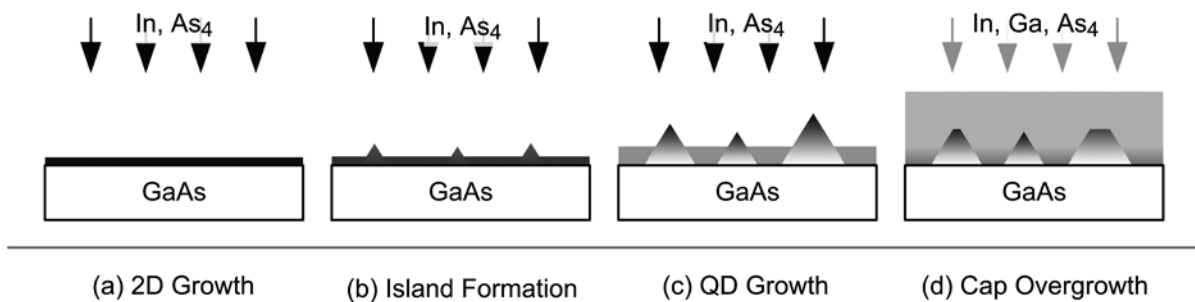 In, As4
In, As4
In, As4
In, Ga, As4
GaAs
GaAs
GaAs
GaAs
(a) 2D Growth
(b) Island Formation
(c) QD Growth
(d) Cap Overgrowth